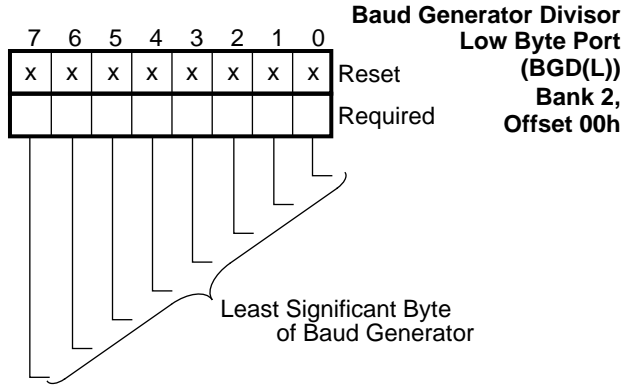 Baud Generator Divisor
Low Byte Port
(BGD(L))
Bank 2,
Offset 00h
7 6 5 4 3 2 1 0
x x x x x x x x Reset
Required
Least Significant Byte
of Baud Generator